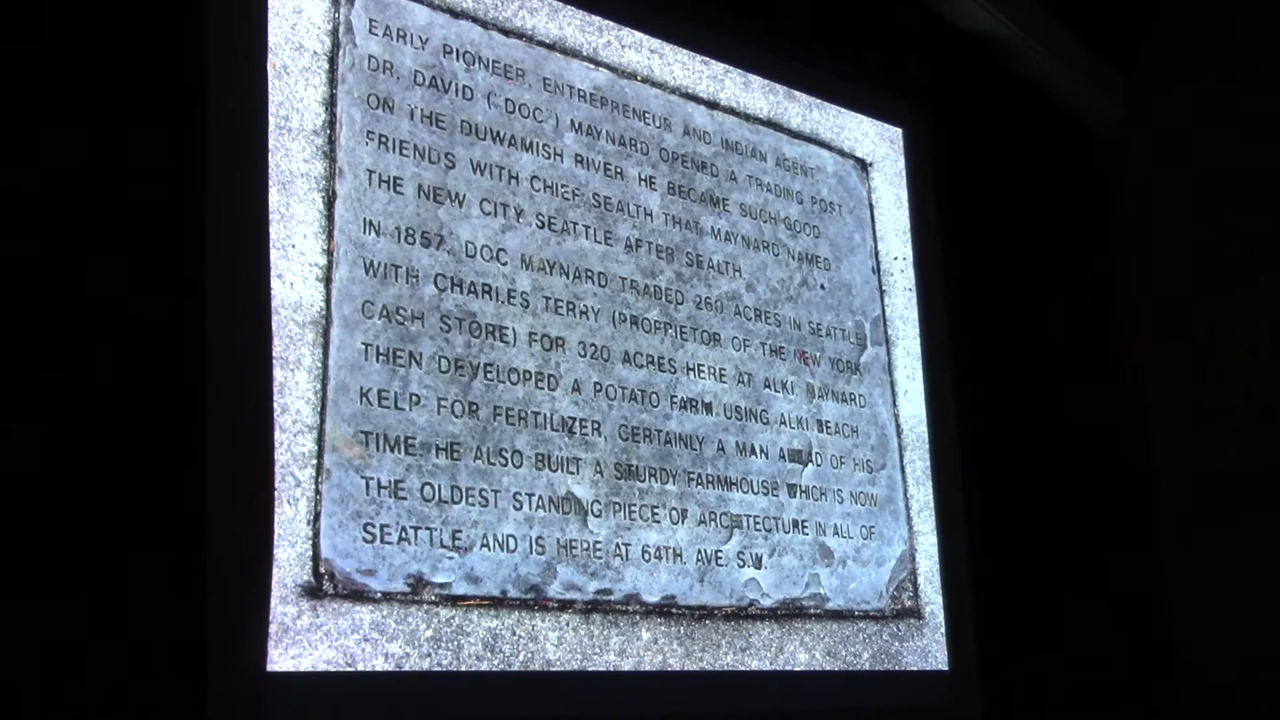 EARLY PIONEER, ENTREPRENEUR AND INDIAN AGENT
DR. DAVID ("DOC") MAYNARD OPENED A TRADING POST
ON THE DUWAMISH RIVER. HE BECAME SUCH GOOD
FRIENDS WITH CHIEF SEALTH THAT MAYNARD NAMED
THE NEW CITY SEATTLE AFTER SEALTH.
IN 1857, DOC MAYNARD TRADED 260 ACRES IN SEATTLE
WITH CHARLES TERRY (PROPRIETOR OF THE NEW YORK
CASH STORE) FOR 320 ACRES HERE AT ALKI. MAYNARD
THEN DEVELOPED A POTATO FARM USING ALKI BEACH
KELP FOR FERTILIZER, CERTAINLY A MAN AHEAD OF HIS
TIME. HE ALSO BUILT A STURDY FARMHOUSE WHICH IS NOW
THE OLDEST STANDING PIECE OF ARCHITECTURE IN ALL OF
SEATTLE, AND IS HERE AT 64TH. AVE. S.W.